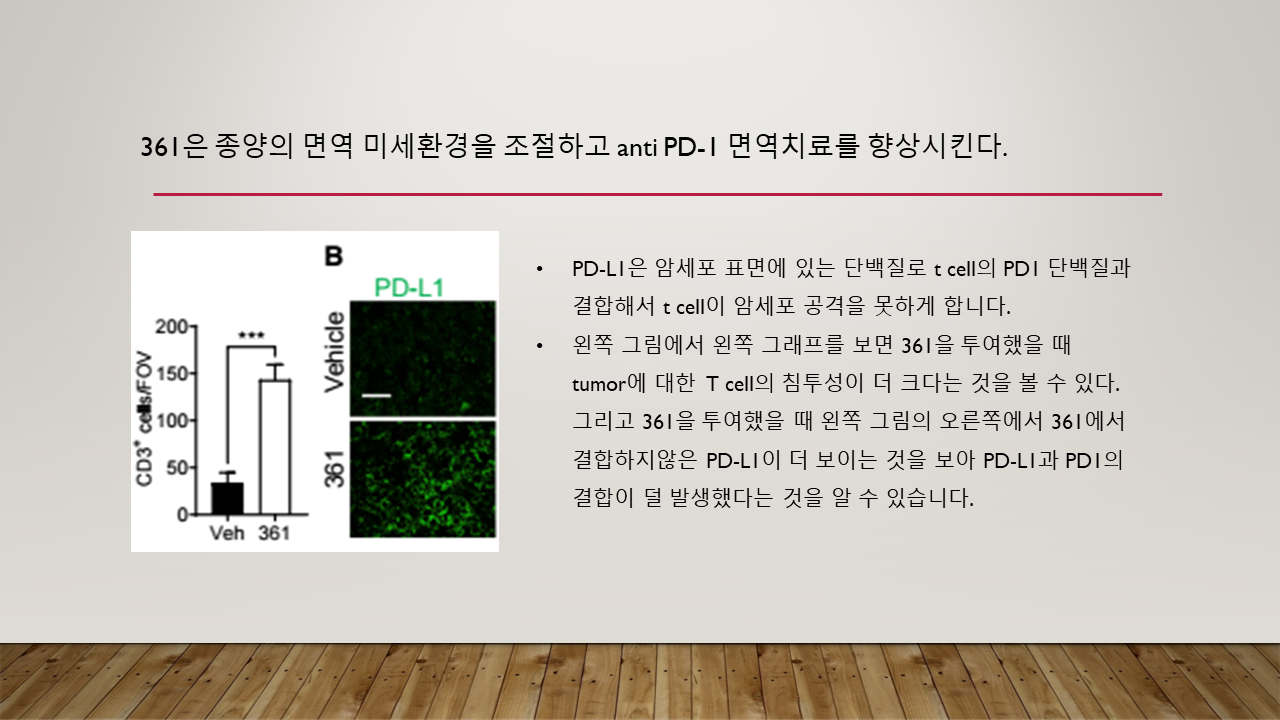 361은 종양의 면역 미세환경을 조절하고 anti PD-1 면역치료를 향상시킨다.
B
PD-L1
Vehicle
361
CD3+ cells/FOV
200
150
100
50
0
***
Veh 361
• PD-L1은 암세포 표면에 있는 단백질로 t cell의 PD1 단백질과
결합해서 t cell이 암세포 공격을 못하게 합니다.
• 왼쪽 그림에서 왼쪽 그래프를 보면 361을 투여했을 때
tumor에 대한 T cell의 침투성이 더 크다는 것을 볼 수 있다.
그리고 361을 투여했을 때 왼쪽 그림의 오른쪽에서 361에서
결합하지않은 PD-L1이 더 보이는 것을 보아 PD-L1과 PD1의
결합이 덜 발생했다는 것을 알 수 있습니다.